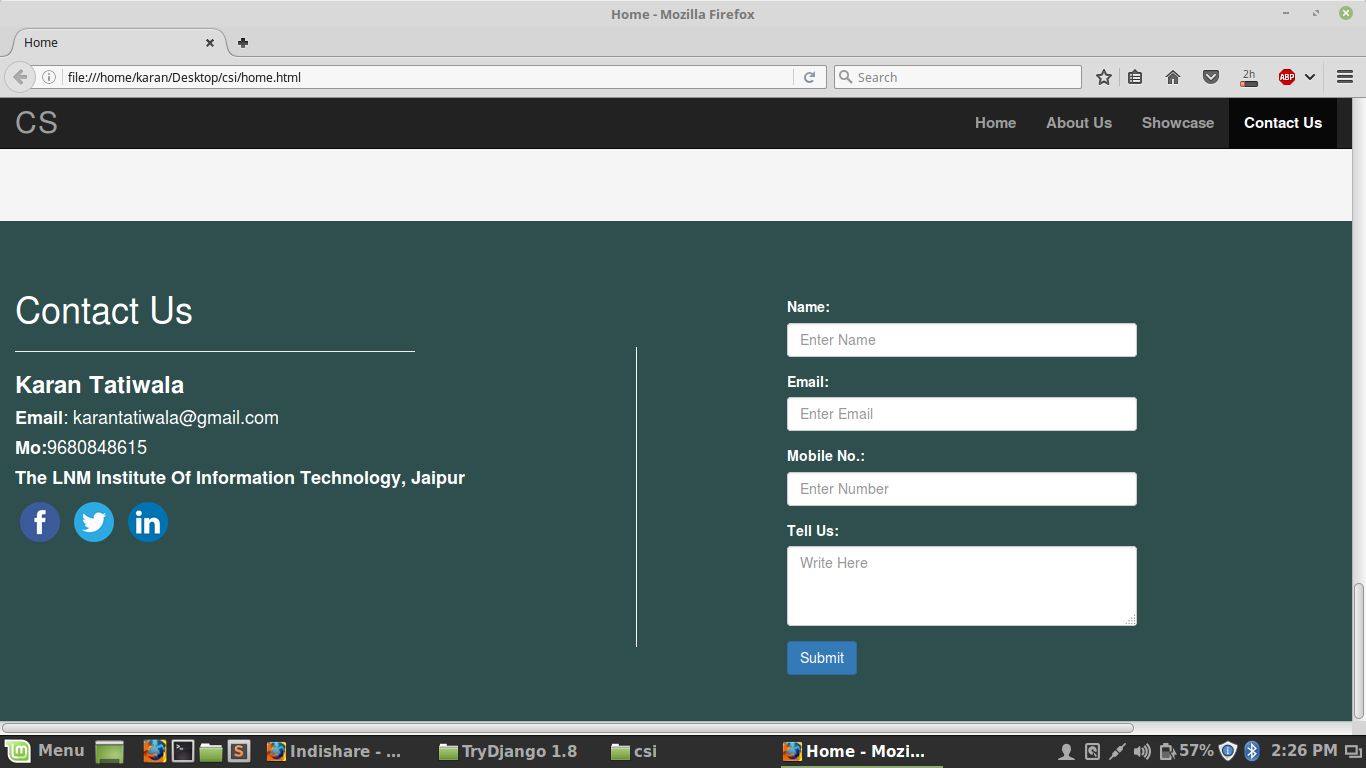 Home - Mozilla Firefox
Home
file:///home/karan/Desktop/csi/home.html
Search
2h
ABP
CS
Home About Us Showcase Contact Us
Contact Us
Karan Tatiwala
Email: karantatiwala@gmail.com
Mo:9680848615
The LNM Institute Of Information Technology, Jaipur
f in
Name:
Enter Name
Email:
Enter Email
Mobile No.:
Enter Number
Tell Us:
Write Here
Submit
Menu Indishare - ... TryDjango 1.8 csi Home - Mozi... 57% 2:26 PM